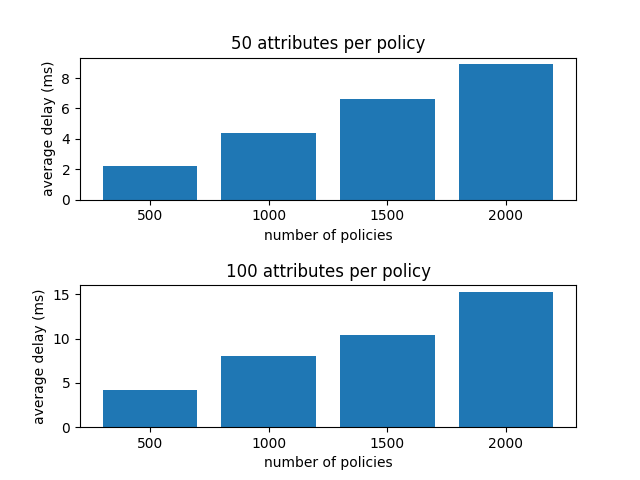 50 attributes per policy
average delay (ms)
8
6
4
2
0
500 1000 1500 2000
number of policies
100 attributes per policy
average delay (ms)
15
10
5
0
500 1000 1500 2000
number of policies